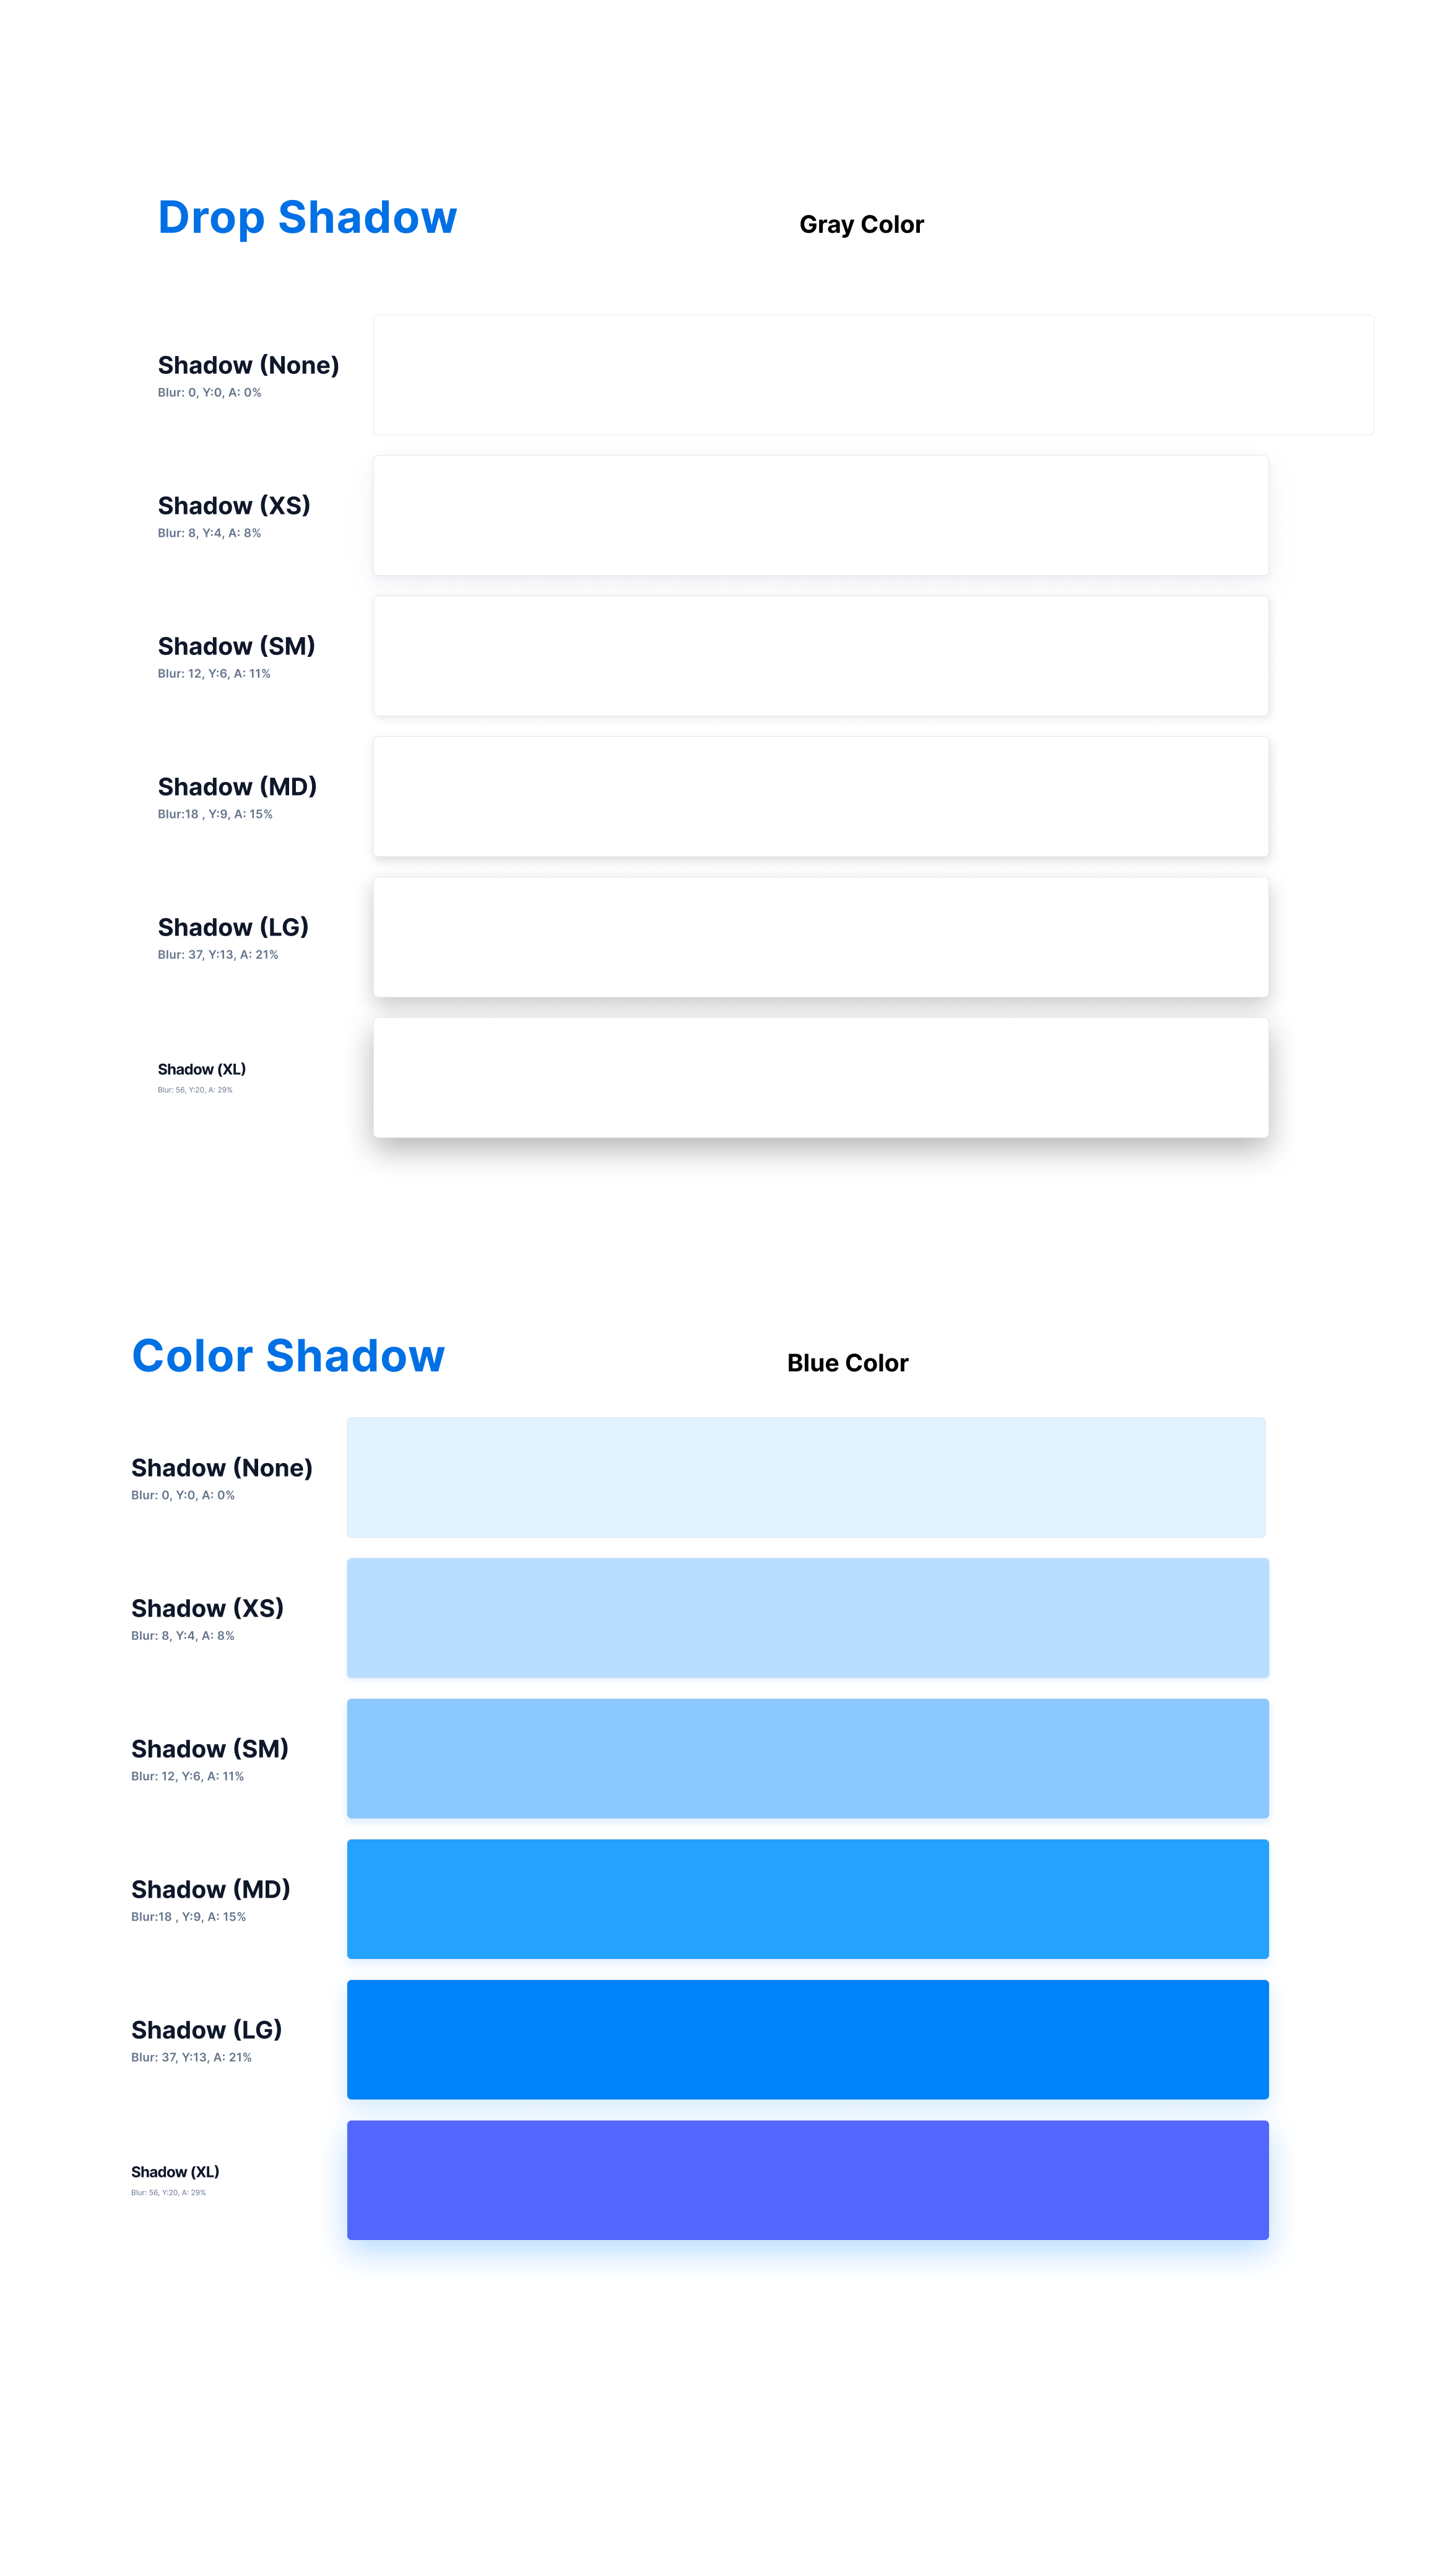 Drop Shadow
Gray Color
Shadow (None)
Blur: 0, Y:0, A: 0%
Shadow (XS)
Blur: 8, Y:4, A: 8%
Shadow (SM)
Blur: 12, Y:6, A: 11%
Shadow (MD)
Blur:18 , Y:9, A: 15%
Shadow (LG)
Blur: 37, Y:13, A: 21%
Shadow (XL)
Blur: 56, Y:20, A: 29%
Color Shadow
Blue Color
Shadow (None)
Blur: 0, Y:0, A: 0%
Shadow (XS)
Blur: 8, Y:4, A: 8%
Shadow (SM)
Blur: 12, Y:6, A: 11%
Shadow (MD)
Blur:18 , Y:9, A: 15%
Shadow (LG)
Blur: 37, Y:13, A: 21%
Shadow (XL)
Blur: 56, Y:20, A: 29%